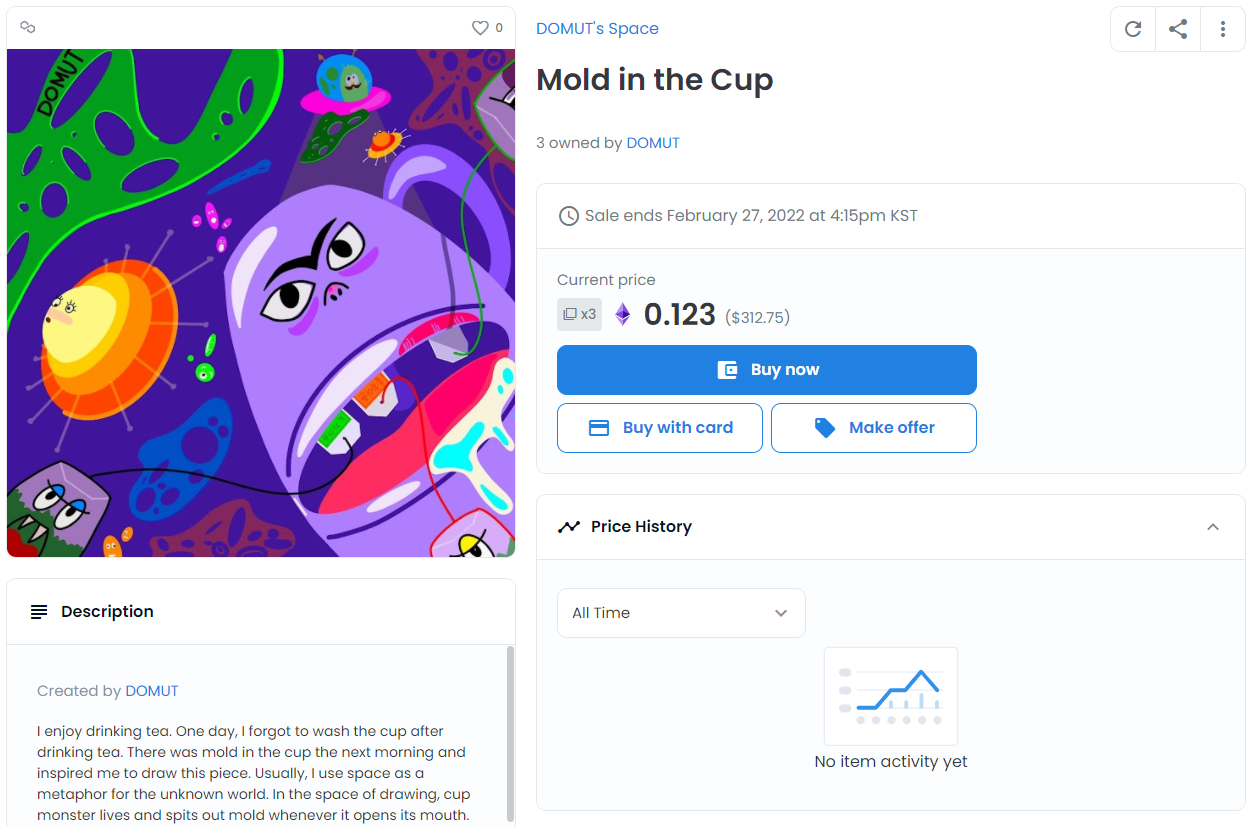 0
DOMUT
DOMUT's Space
Mold in the Cup
3 owned by DOMUT
Sale ends February 27, 2022 at 4:15pm KST
Current price
x3 0.123 ($312.75)
Buy now
Buy with card
Make offer
Price History
All Time
No item activity yet
Description
Created by DOMUT
I enjoy drinking tea. One day, I forgot to wash the cup after
drinking tea. There was mold in the cup the next morning and
inspired me to draw this piece. Usually, I use space as a
metaphor for the unknown world. In the space of drawing, cup
monster lives and spits out mold whenever it opens its mouth.